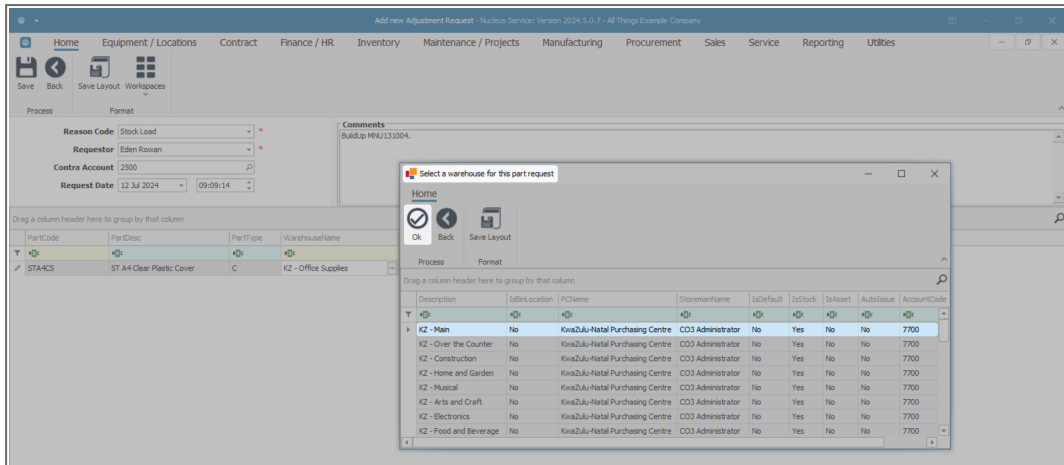 Add new Adjustment Request - Nucleus Service: Version 2024.5.0.7 - All Things Example Company
Home Equipment / Locations Contract Finance / HR Inventory Maintenance / Projects Manufacturing Procurement Sales Service Reporting Utilities
Save Back Save Layout Workspaces
Process Format
Reason Code Stock Load *
Requestor Eden Rowan *
Contra Account 2500
Request Date 12 Jul 2024 09:09:14
Comments
BuildUp MNU131004.
Drag a column header here to group by that column
PartCode PartDesc PartType WarehouseName
STA4CS ST A4 Clear Plastic Cover C KZ - Office Supplies
Select a warehouse for this part request
Home
Ok Back Save Layout
Process Format
Drag a column header here to group by that column
Description IsBinLocation PCName StoremanName IsDefault IsStock IsAsset AutoIssue AccountCode
KZ - Main No KwaZulu-Natal Purchasing Centre CO3 Administrator No Yes No No 7700
KZ - Over the Counter No KwaZulu-Natal Purchasing Centre CO3 Administrator No Yes No No 7700
KZ - Construction No KwaZulu-Natal Purchasing Centre CO3 Administrator No Yes No No 7700
KZ - Home and Garden No KwaZulu-Natal Purchasing Centre CO3 Administrator No Yes No No 7700
KZ - Musical No KwaZulu-Natal Purchasing Centre CO3 Administrator No Yes No No 7700
KZ - Arts and Craft No KwaZulu-Natal Purchasing Centre CO3 Administrator No Yes No No 7700
KZ - Electronics No KwaZulu-Natal Purchasing Centre CO3 Administrator No Yes No No 7700
KZ - Food and Beverage No KwaZulu-Natal Purchasing Centre CO3 Administrator No Yes No No 7700